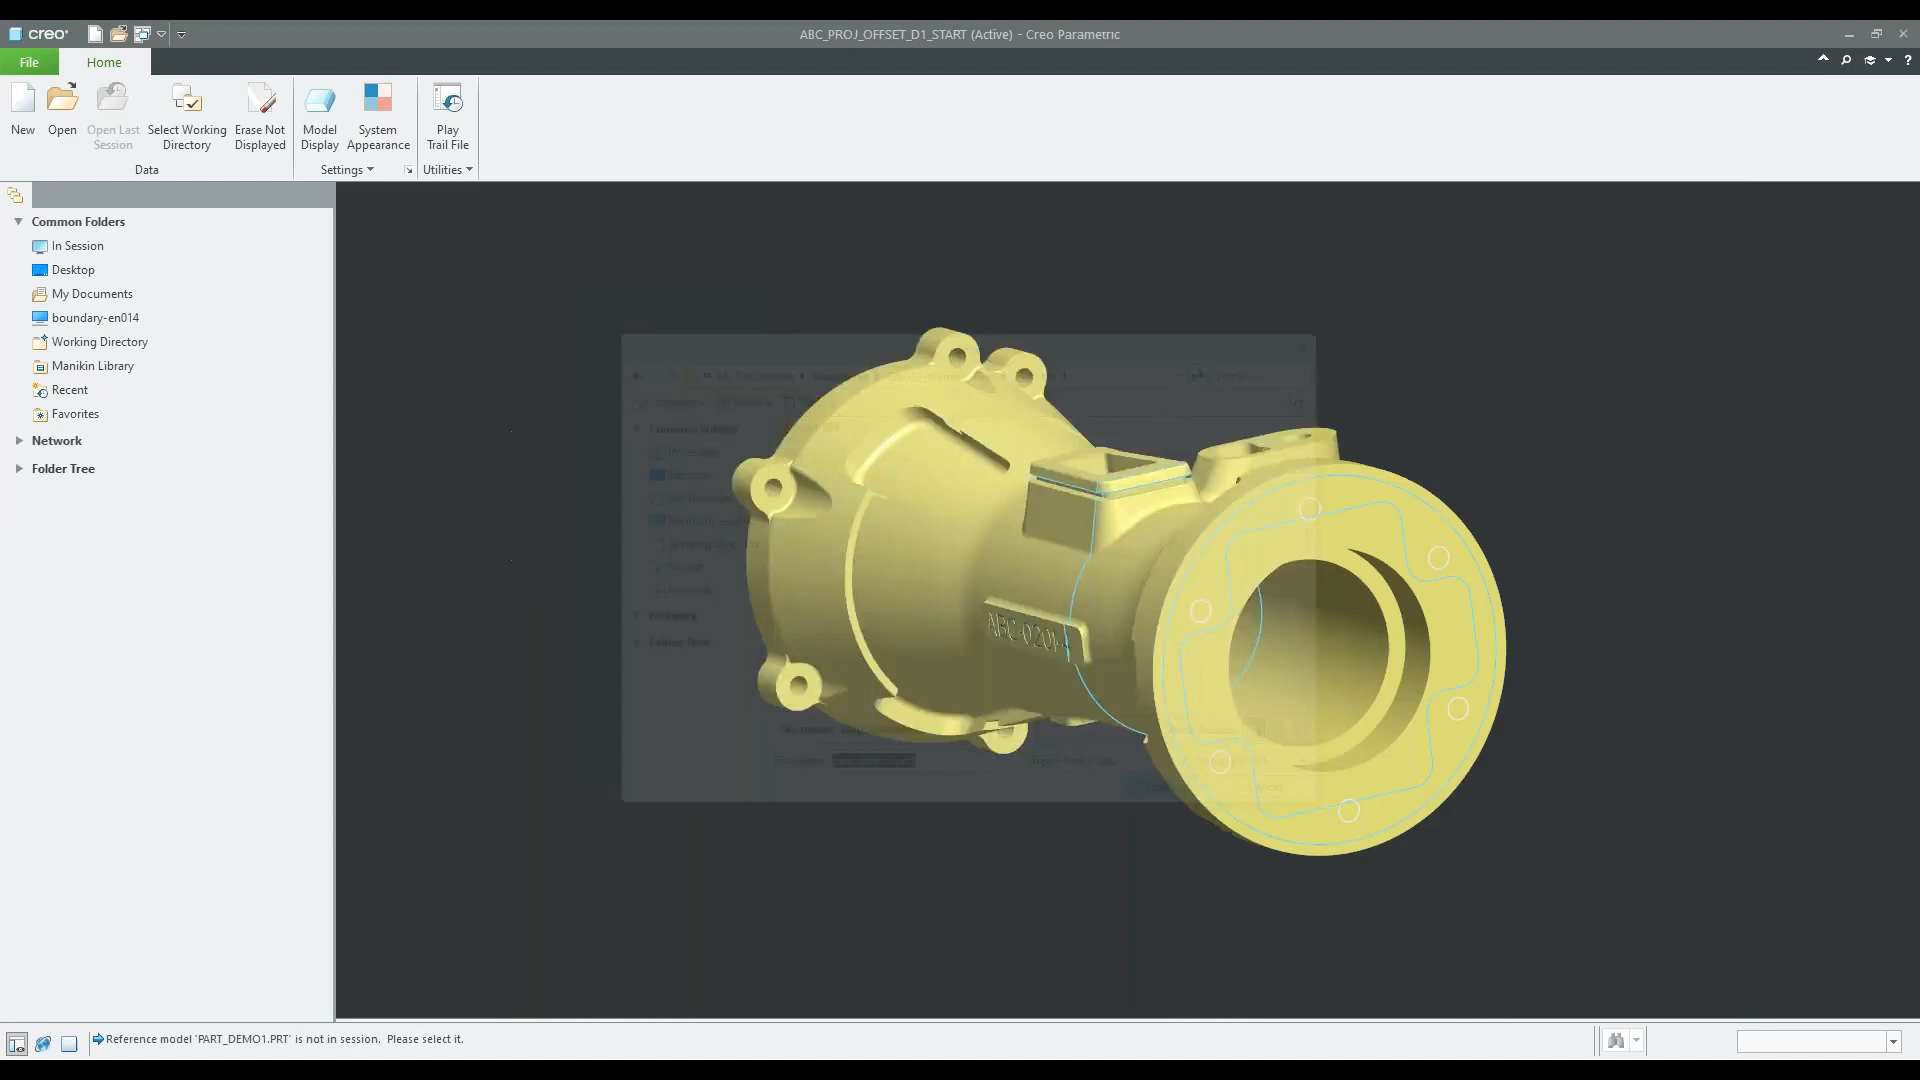 creo®
ABC_PROJ_OFFSET_D1_START (Active) - Creo Parametric
File
Home
?
New
Open
Open Last Session
Select Working Directory
Erase Not Displayed
Model Display
System Appearance
Play Trail File
Data
Settings
Utilities
Common Folders
In Session
Desktop
My Documents
boundary-en014
Working Directory
Manikin Library
Recent
Favorites
Network
Folder Tree
Reference model 'PART_DEMO1.PRT' is not in session. Please select it.